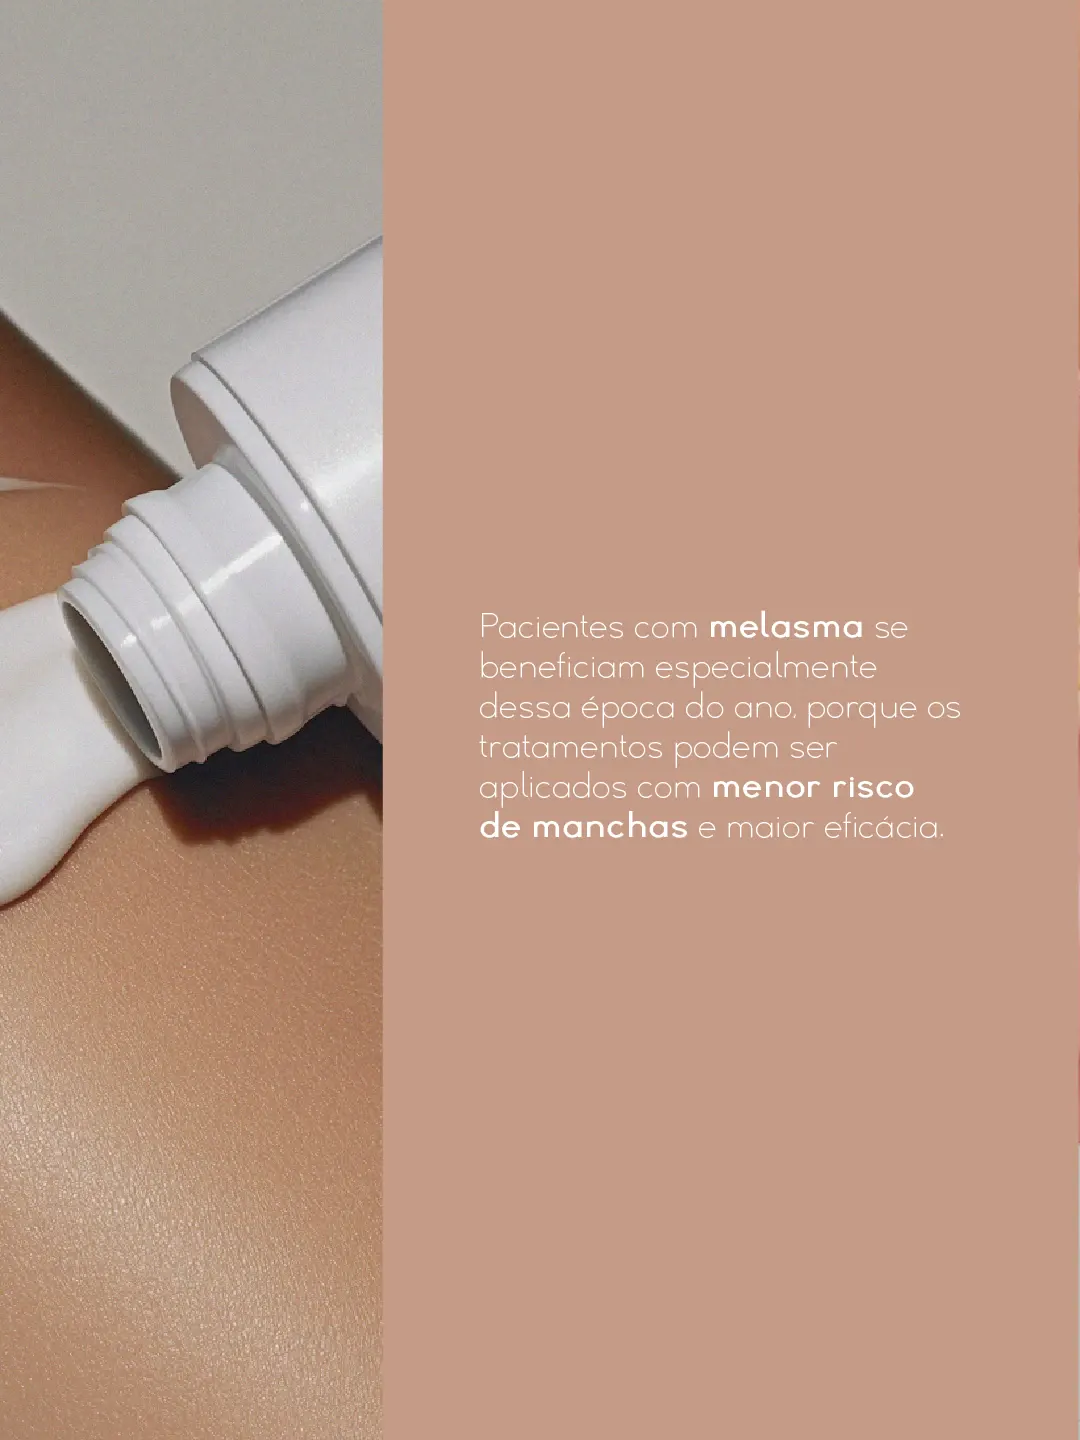 Pacientes com melasma se
beneficiam especialmente
dessa época do ano, porque os
tratamentos podem ser
aplicados com menor risco
de manchas e maior eficácia.